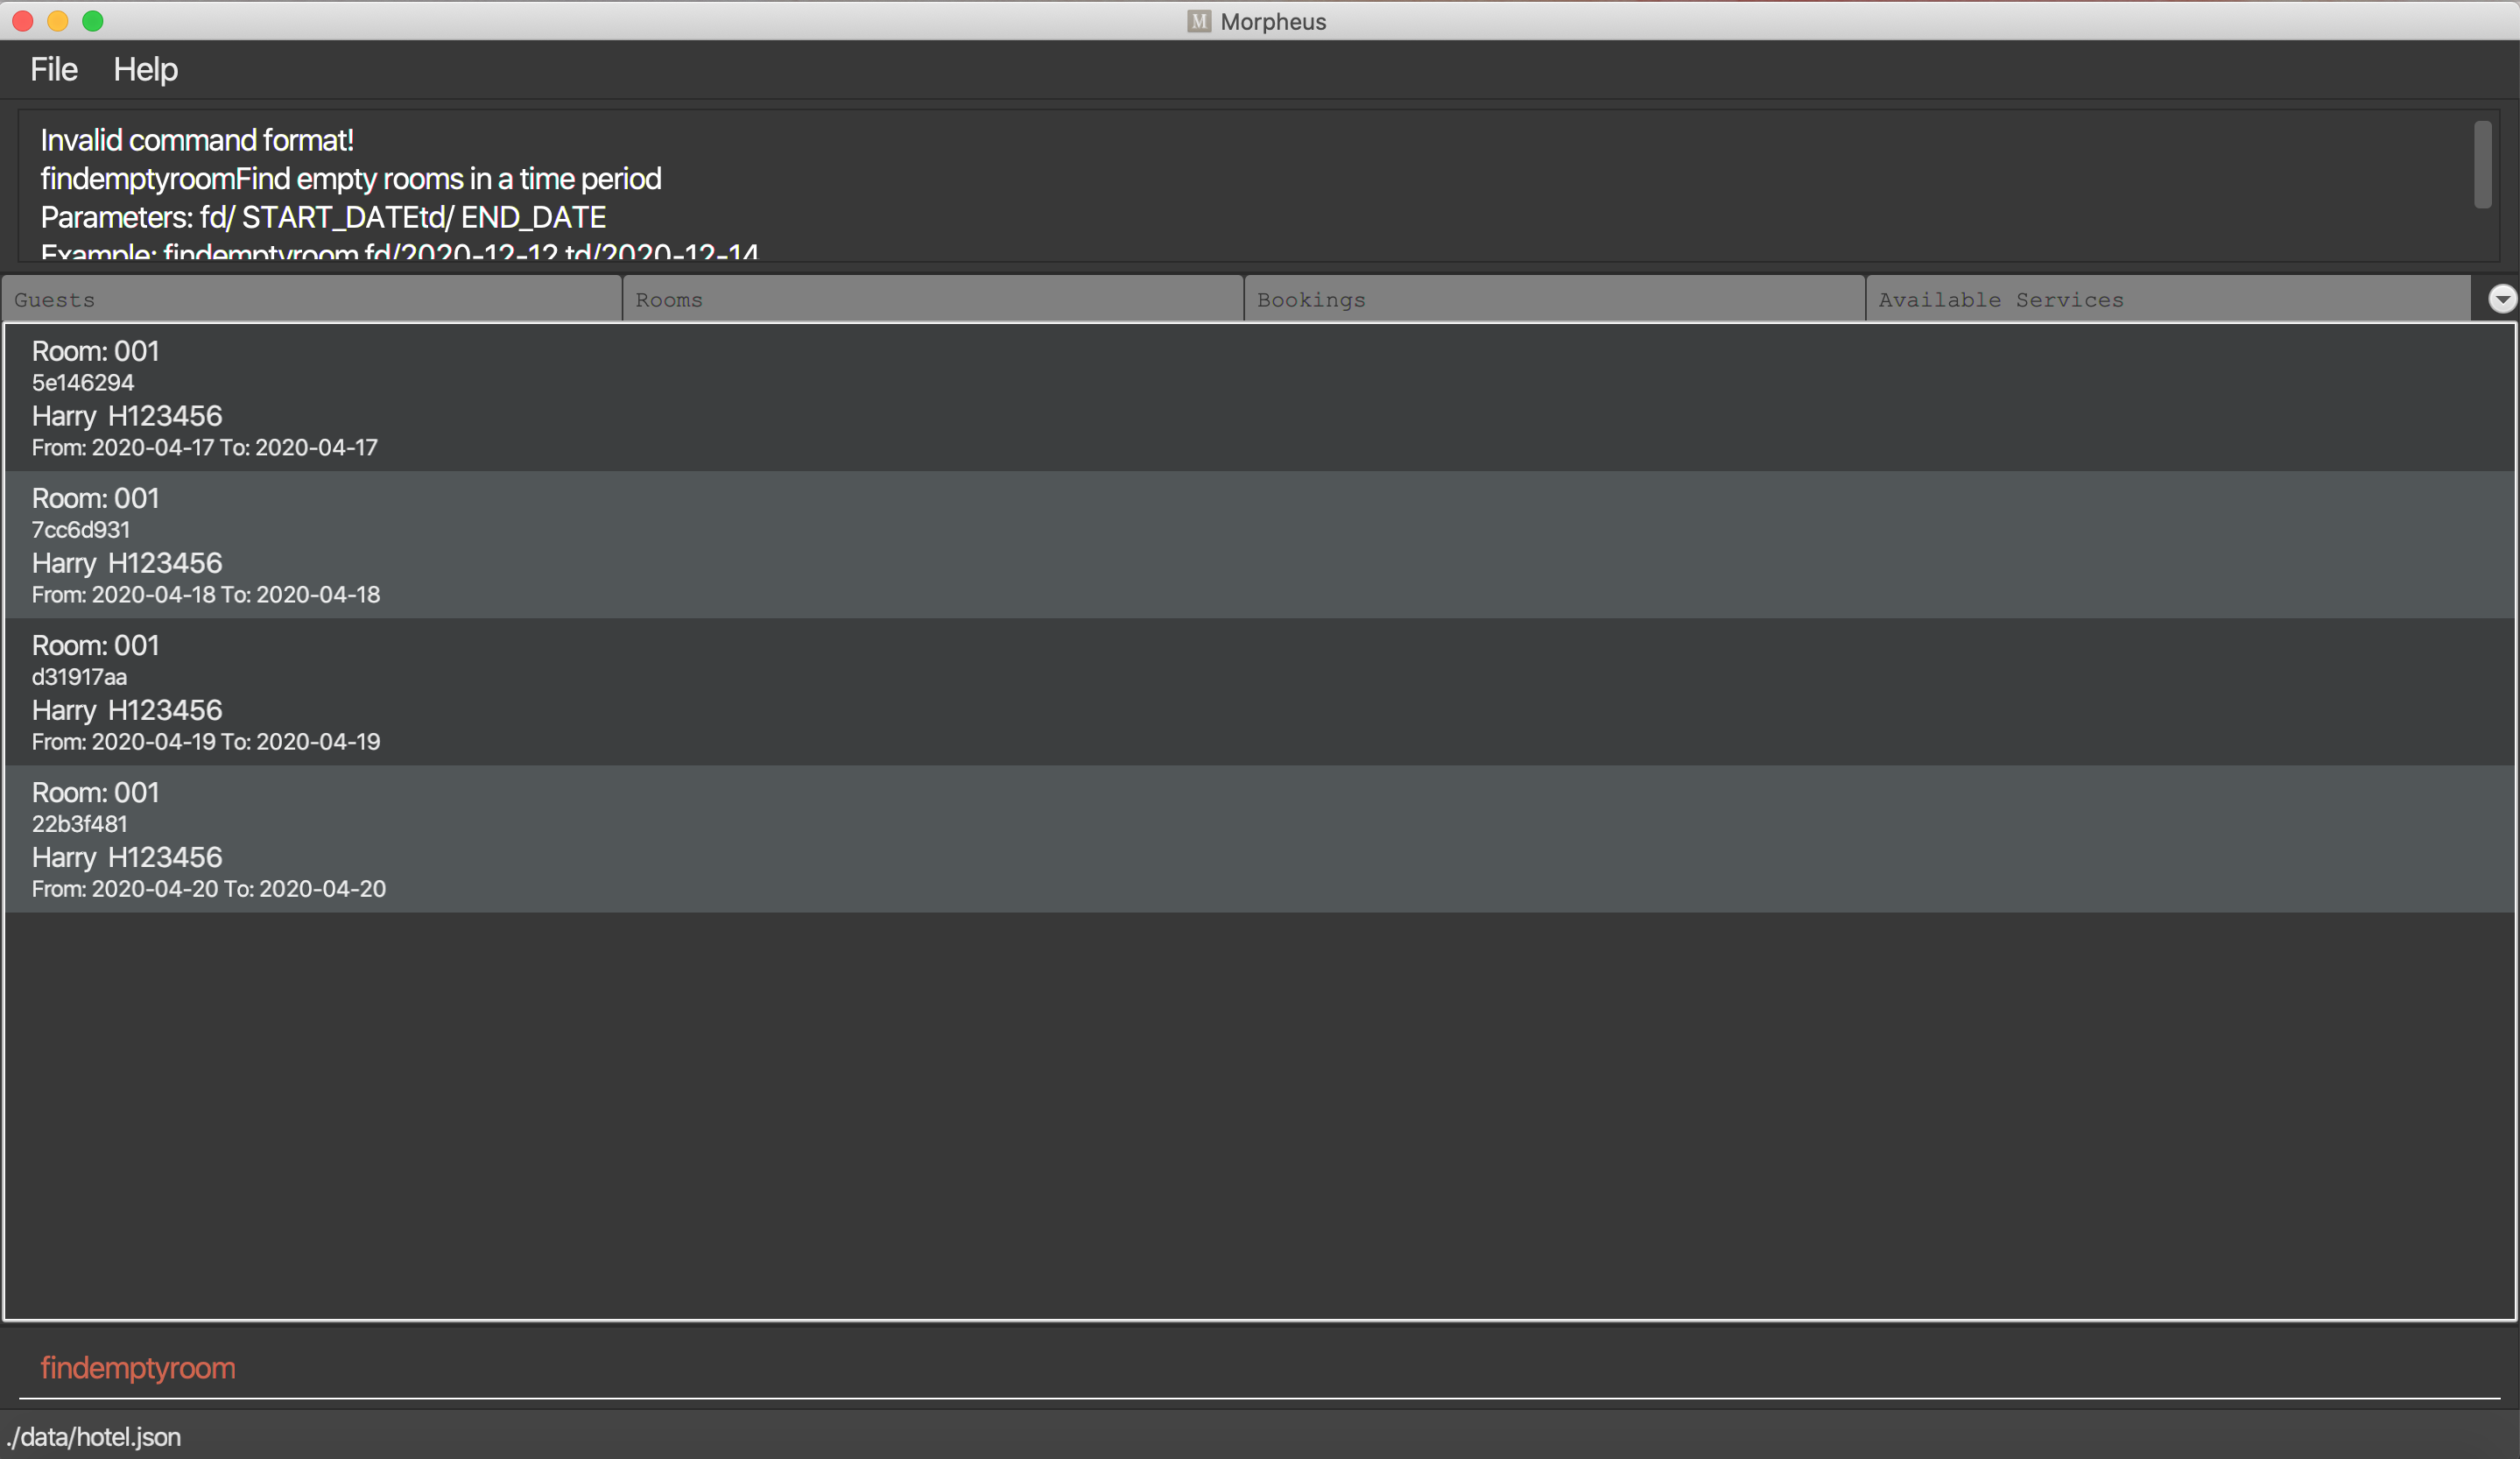 M Morpheus
File Help
Invalid command format!
findemptyroomFind empty rooms in a time period
Parameters: fd/ START_DATEtd/ END_DATE
Example: findemptyroom fd/2020-12-12 td/2020-12-14
Guests Rooms Bookings Available Services
Room: 001
5e146294
Harry H123456
From: 2020-04-17 To: 2020-04-17
Room: 001
7cc6d931
Harry H123456
From: 2020-04-18 To: 2020-04-18
Room: 001
d31917aa
Harry H123456
From: 2020-04-19 To: 2020-04-19
Room: 001
22b3f481
Harry H123456
From: 2020-04-20 To: 2020-04-20
findemptyroom
./data/hotel.json